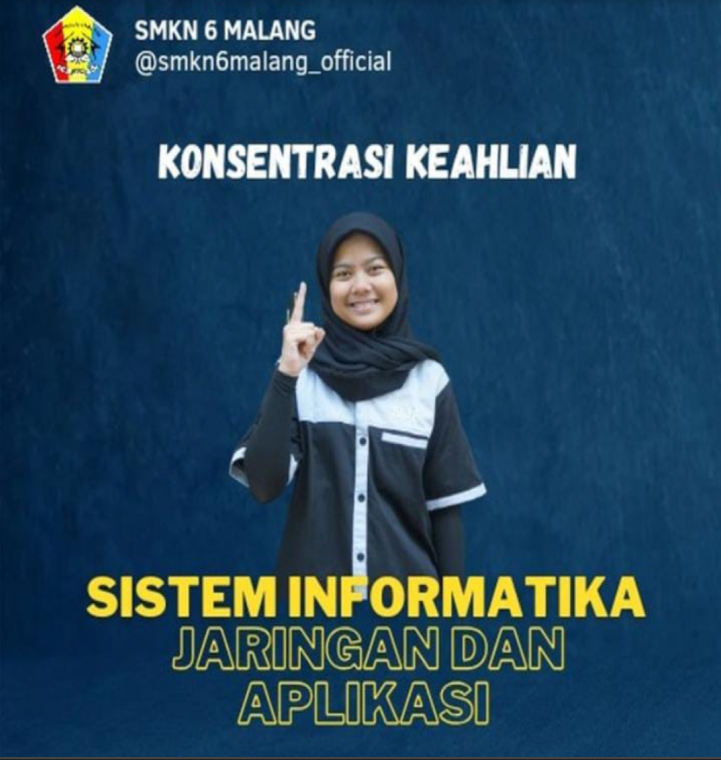 SMKN 6 MALANG
@smkn6malang_official
KONSENTRASI KEAHLIAN
SISTEM INFORMATIKA
JARINGAN DAN
APLIKASI